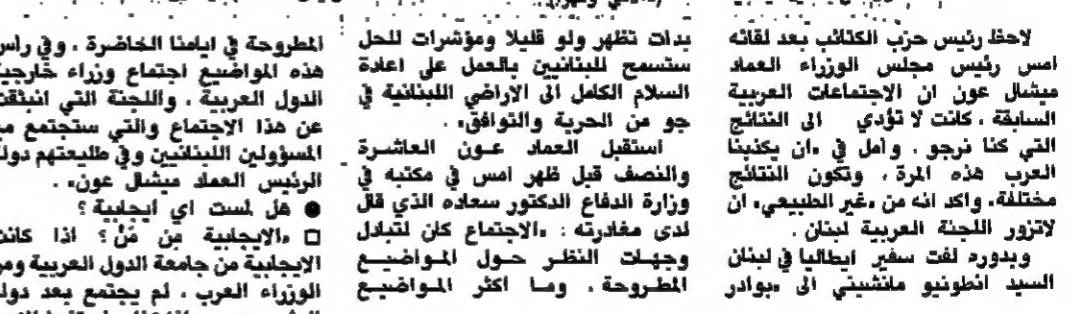 لاحظ رئيس حزب الكتائب بعد لقائه
امس رئيس مجلس الوزراء العماد
ميشال عون ان الاجتماعات العربية
السابقة ، كانت لا تؤدي الى النتائج
التي كنا نرجو . وامل في «ان يكذبنا
العرب هذه المرة ، وتكون النتائج
مختلفة» واكد انه من «غير الطبيعي» ان
لاتزور اللجنة العربية لبنان .
وبدوره لفت سفير ايطاليا في لبنان
السيد انطونيو مانشيني الى «بوادر
بدات تظهر ولو قليلا ومؤشرات للحل
ستسمح للبنانيين بالعمل على اعادة
السلام الكامل الى الاراضي اللبنانية في
جو من الحرية والتوافق» .
استقبل العماد عون العاشرة
والنصف قبل ظهر امس في مكتبه في
وزارة الدفاع الدكتور سعاده الذي قال
لدى مغادرته : «الاجتماع كان لتبادل
وجهات النظر حول المواضيع
المطروحة . وما اكثر المواضيع
المطروحة في ايامنا الحاضرة . وفي راس
هذه المواضيع اجتماع وزراء خارجية
الدول العربية ، واللجنة التي انبثقت
عن هذا الاجتماع والتي ستجتمع مع
المسؤولين اللبنانيين وفي طليعتهم دولة
الرئيس العماد ميشال عون» .
● هل لمست اي ايجابية ؟
□ «الايجابية مِن مَنْ ؟ اذا كانت
الايجابية من جامعة الدول العربية ومن
الوزراء العرب ، لم يجتمع بعد دولة